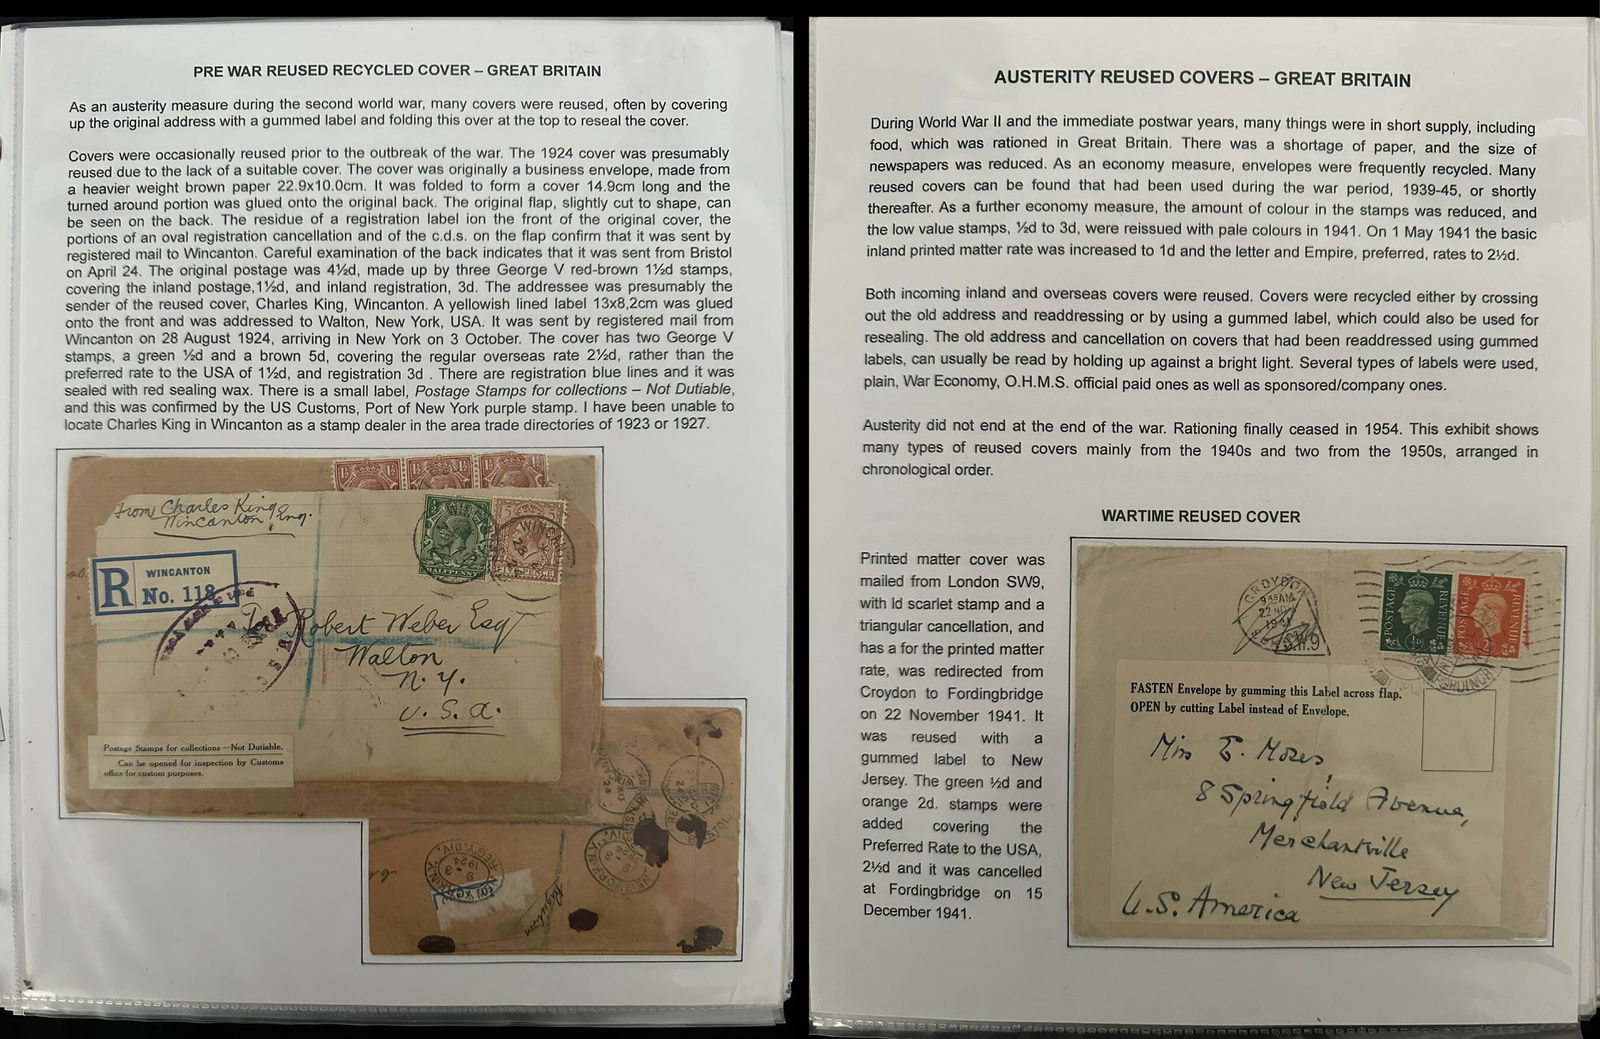 PRE WAR REUSED RECYCLED COVER – GREAT BRITAIN
As an austerity measure during the second world war, many covers were reused, often by covering
up the original address with a gummed label and folding this over at the top to reseal the cover.
Covers were occasionally reused prior to the outbreak of the war. The 1924 cover was presumably
reused due to the lack of a suitable cover. The cover was originally a business envelope, made from
a heavier weight brown paper 22.9x10.0cm. It was folded to form a cover 14.9cm long and the
turned around portion was glued onto the original back. The original flap, slightly cut to shape, can
be seen on the back. The residue of a registration label ion the front of the original cover, the
portions of an oval registration cancellation and of the c.d.s. on the flap confirm that it was sent by
registered mail to Wincanton. Careful examination of the back indicates that it was sent from Bristol
on April 24. The original postage was 4½d, made up by three George V red-brown 1½d stamps,
covering the inland postage,1½d, and inland registration, 3d. The addressee was presumably the
sender of the reused cover, Charles King, Wincanton. A yellowish lined label 13x8,2cm was glued
onto the front and was addressed to Walton, New York, USA. It was sent by registered mail from
Wincanton on 28 August 1924, arriving in New York on 3 October. The cover has two George V
stamps, a green ½d and a brown 5d, covering the regular overseas rate 2½d, rather than the
preferred rate to the USA of 1½d, and registration 3d . There are registration blue lines and it was
sealed with red sealing wax. There is a small label, Postage Stamps for collections – Not Dutiable,
and this was confirmed by the US Customs, Port of New York purple stamp. I have been unable to
locate Charles King in Wincanton as a stamp dealer in the area trade directories of 1923 or 1927.
From Charles King
Wincanton Eng.
R WINCANTON
No. 118
WINCAN
HALFPENNY
To Robert Weber Esq
Walton
N.Y.
U.S.A.
Postage Stamps for collections—Not Dutiable.
Can be opened for inspection by Customs
office for custom purposes.
REG'Y. DIV.
1924
AUSTERITY REUSED COVERS – GREAT BRITAIN
During World War II and the immediate postwar years, many things were in short supply, including
food, which was rationed in Great Britain. There was a shortage of paper, and the size of
newspapers was reduced. As an economy measure, envelopes were frequently recycled. Many
reused covers can be found that had been used during the war period, 1939-45, or shortly
thereafter. As a further economy measure, the amount of colour in the stamps was reduced, and
the low value stamps, ½d to 3d, were reissued with pale colours in 1941. On 1 May 1941 the basic
inland printed matter rate was increased to 1d and the letter and Empire, preferred, rates to 2½d.
Both incoming inland and overseas covers were reused. Covers were recycled either by crossing
out the old address and readdressing or by using a gummed label, which could also be used for
resealing. The old address and cancellation on covers that had been readdressed using gummed
labels, can usually be read by holding up against a bright light. Several types of labels were used,
plain, War Economy, O.H.M.S. official paid ones as well as sponsored/company ones.
Austerity did not end at the end of the war. Rationing finally ceased in 1954. This exhibit shows
many types of reused covers mainly from the 1940s and two from the 1950s, arranged in
chronological order.
WARTIME REUSED COVER
Printed matter cover was
mailed from London SW9,
with Id scarlet stamp and a
triangular cancellation, and
has a for the printed matter
rate, was redirected from
Croydon to Fordingbridge
on 22 November 1941. It
was reused with a
gummed label to New
Jersey. The green ½d and
orange 2d. stamps were
added covering the
Preferred Rate to the USA,
2½d and it was cancelled
at Fordingbridge on 15
December 1941.
CROYDON
22 NO
1941
S.W.9
POSTAGE REVENUE
POSTAGE REVENUE
FASTEN Envelope by gumming this Label across flap.
OPEN by cutting Label instead of Envelope.
Miss E. Moses,
8 Springfield Avenue,
Merchantville
New Jersey
U.S. America